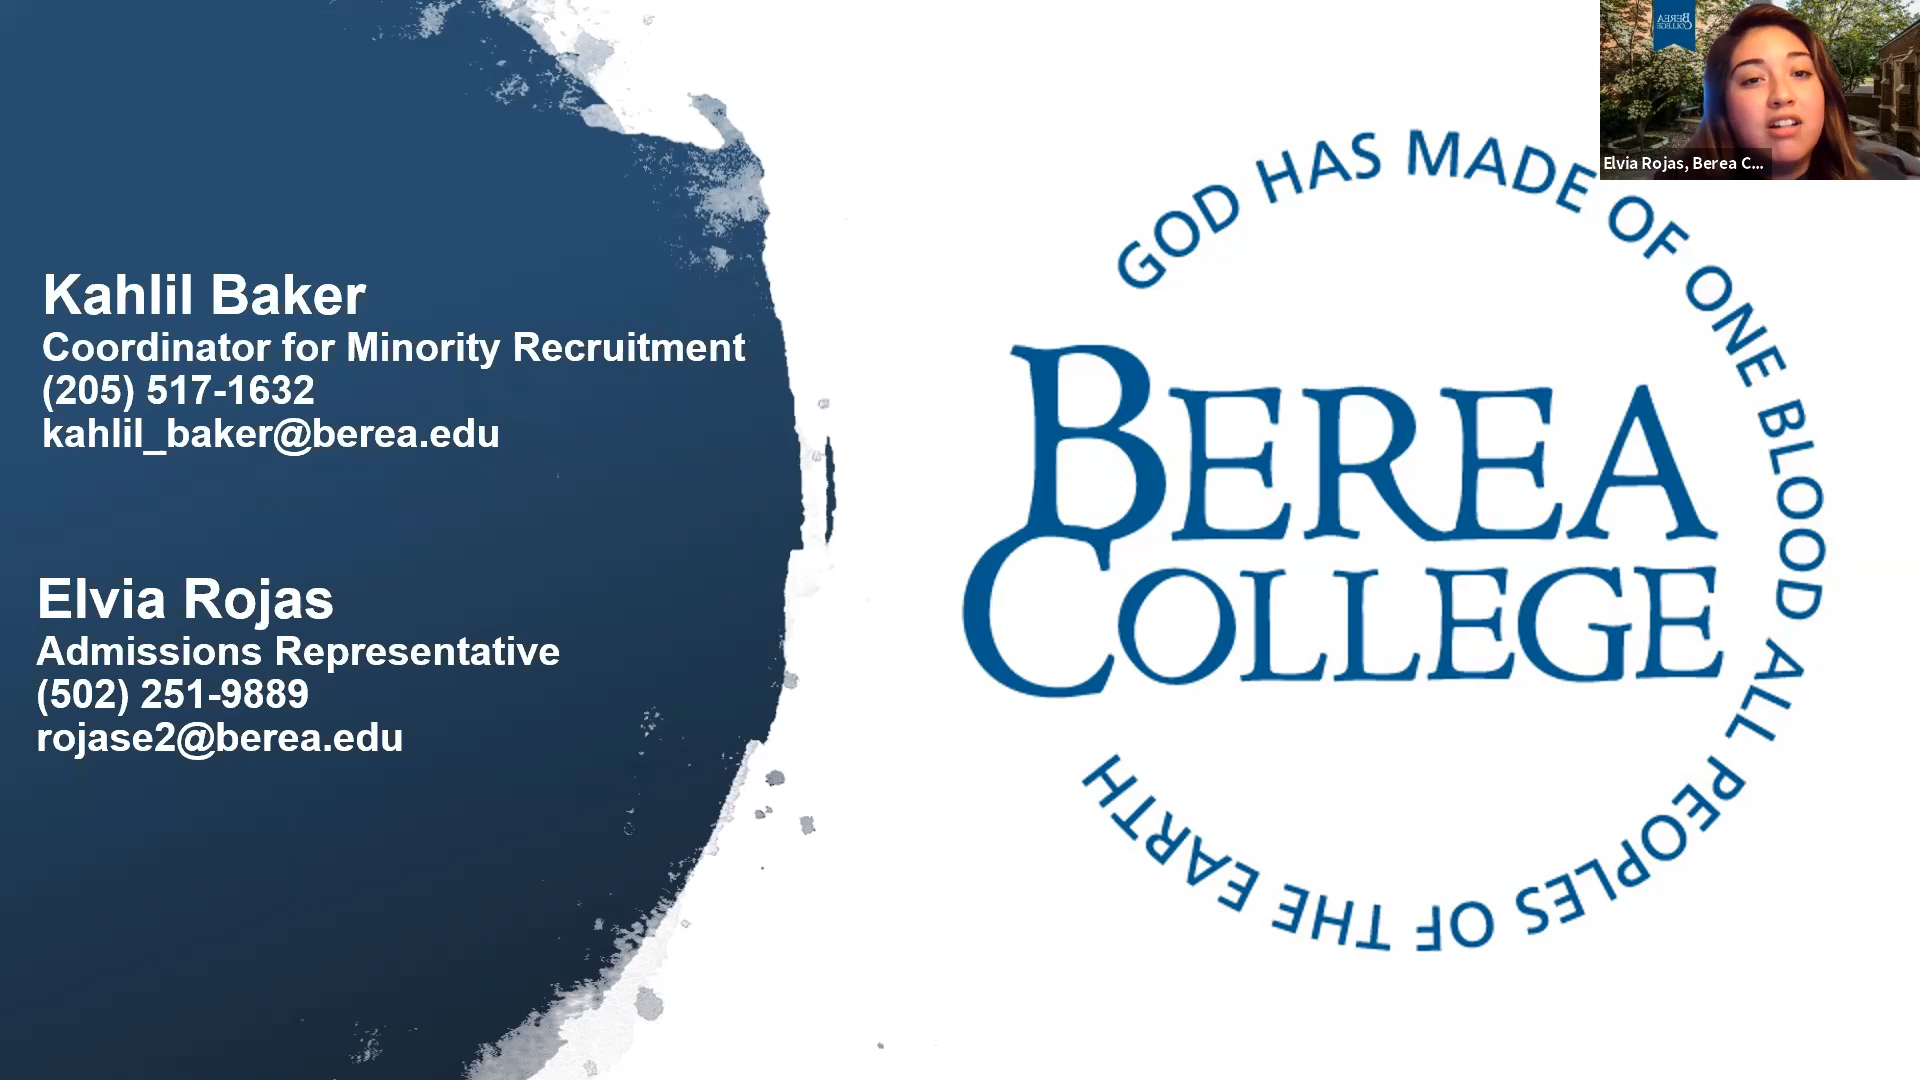 Kahlil Baker
Coordinator for Minority Recruitment
(205) 517-1632
kahlil_baker@berea.edu
Elvia Rojas
Admissions Representative
(502) 251-9889
rojase2@berea.edu
GOD HAS MADE OF ONE BLOOD ALL PEOPLES OF THE EARTH
BEREA
COLLEGE
BEREA
COLLEGE
Elvia Rojas, Berea C...